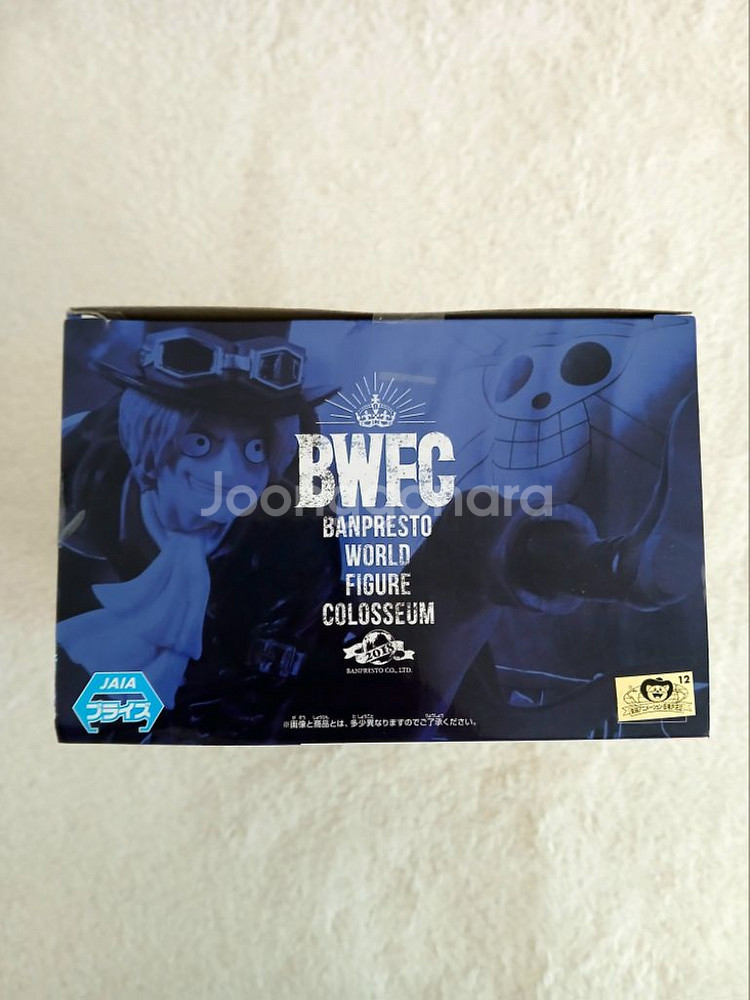 BWFC
Joongonara
BANPRESTO
WORLD
FIGURE
COLOSSEUM
2018
BANPRESTO CO., LTD.
JAIA
プライズ
12
※画像と商品とは、多少異なりますのでご了承ください。